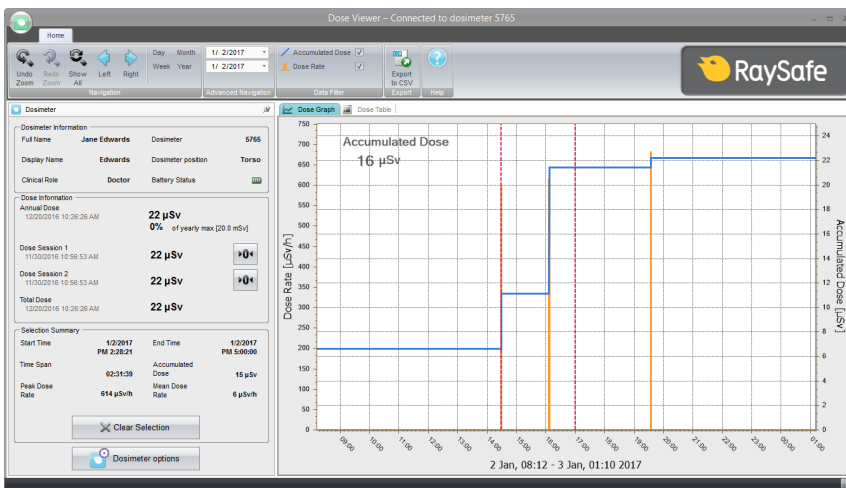 Dose Viewer – Connected to dosimeter 5765
Home
Undo Zoom
Redo Zoom
Show All
Left
Right
Navigation
Day Month
Week Year
1/ 2/2017
1/ 2/2017
Advanced Navigation
Accumulated Dose
Dose Rate
Data Filter
Export to CSV
Export
Help
RaySafe
Dosimeter
Dosimeter Information
Full Name Jane Edwards Dosimeter 5765
Display Name Edwards Dosimeter position Torso
Clinical Role Doctor Battery Status
Dose Information
Annual Dose
12/20/2016 10:26:26 AM 22 µSv
0% of yearly max [20.0 mSv]
Dose Session 1
11/30/2016 10:56:53 AM 22 µSv
0
Dose Session 2
11/30/2016 10:56:53 AM 22 µSv
0
Total Dose
12/20/2016 10:26:26 AM 22 µSv
Selection Summary
Start Time 1/2/2017 End Time 1/2/2017
PM 2:28:21 PM 5:00:00
Time Span Accumulated
02:31:39 Dose 15 µSv
Peak Dose Mean Dose
Rate 614 µSv/h Rate 6 µSv/h
Clear Selection
Dosimeter options
Dose Graph Dose Table
Accumulated Dose
16 µSv
Dose Rate [µSv/h]
750
700
650
600
550
500
450
400
350
300
250
200
150
100
50
0
24
22
20
18
16
14
12
10
8
6
4
2
0
Accumulated Dose [µSv]
09:00 10:00 11:00 12:00 13:00 14:00 15:00 16:00 17:00 18:00 19:00 20:00 21:00 22:00 23:00 00:00 01:00
2 Jan, 08:12 - 3 Jan, 01:10 2017